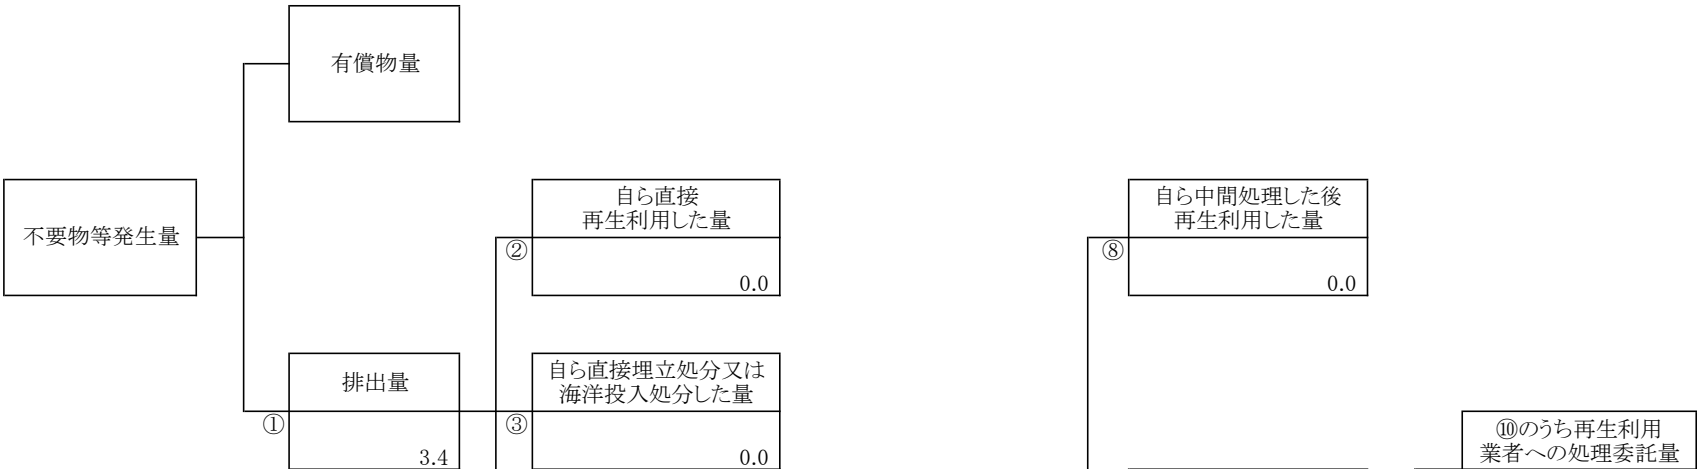 有償物量
不要物等発生量
自ら直接
再生利用した量
②
0.0
自ら中間処理した後
再生利用した量
⑧
0.0
排出量
①
3.4
自ら直接埋立処分又は
海洋投入処分した量
③
0.0
⑩のうち再生利用
業者への処理委託量